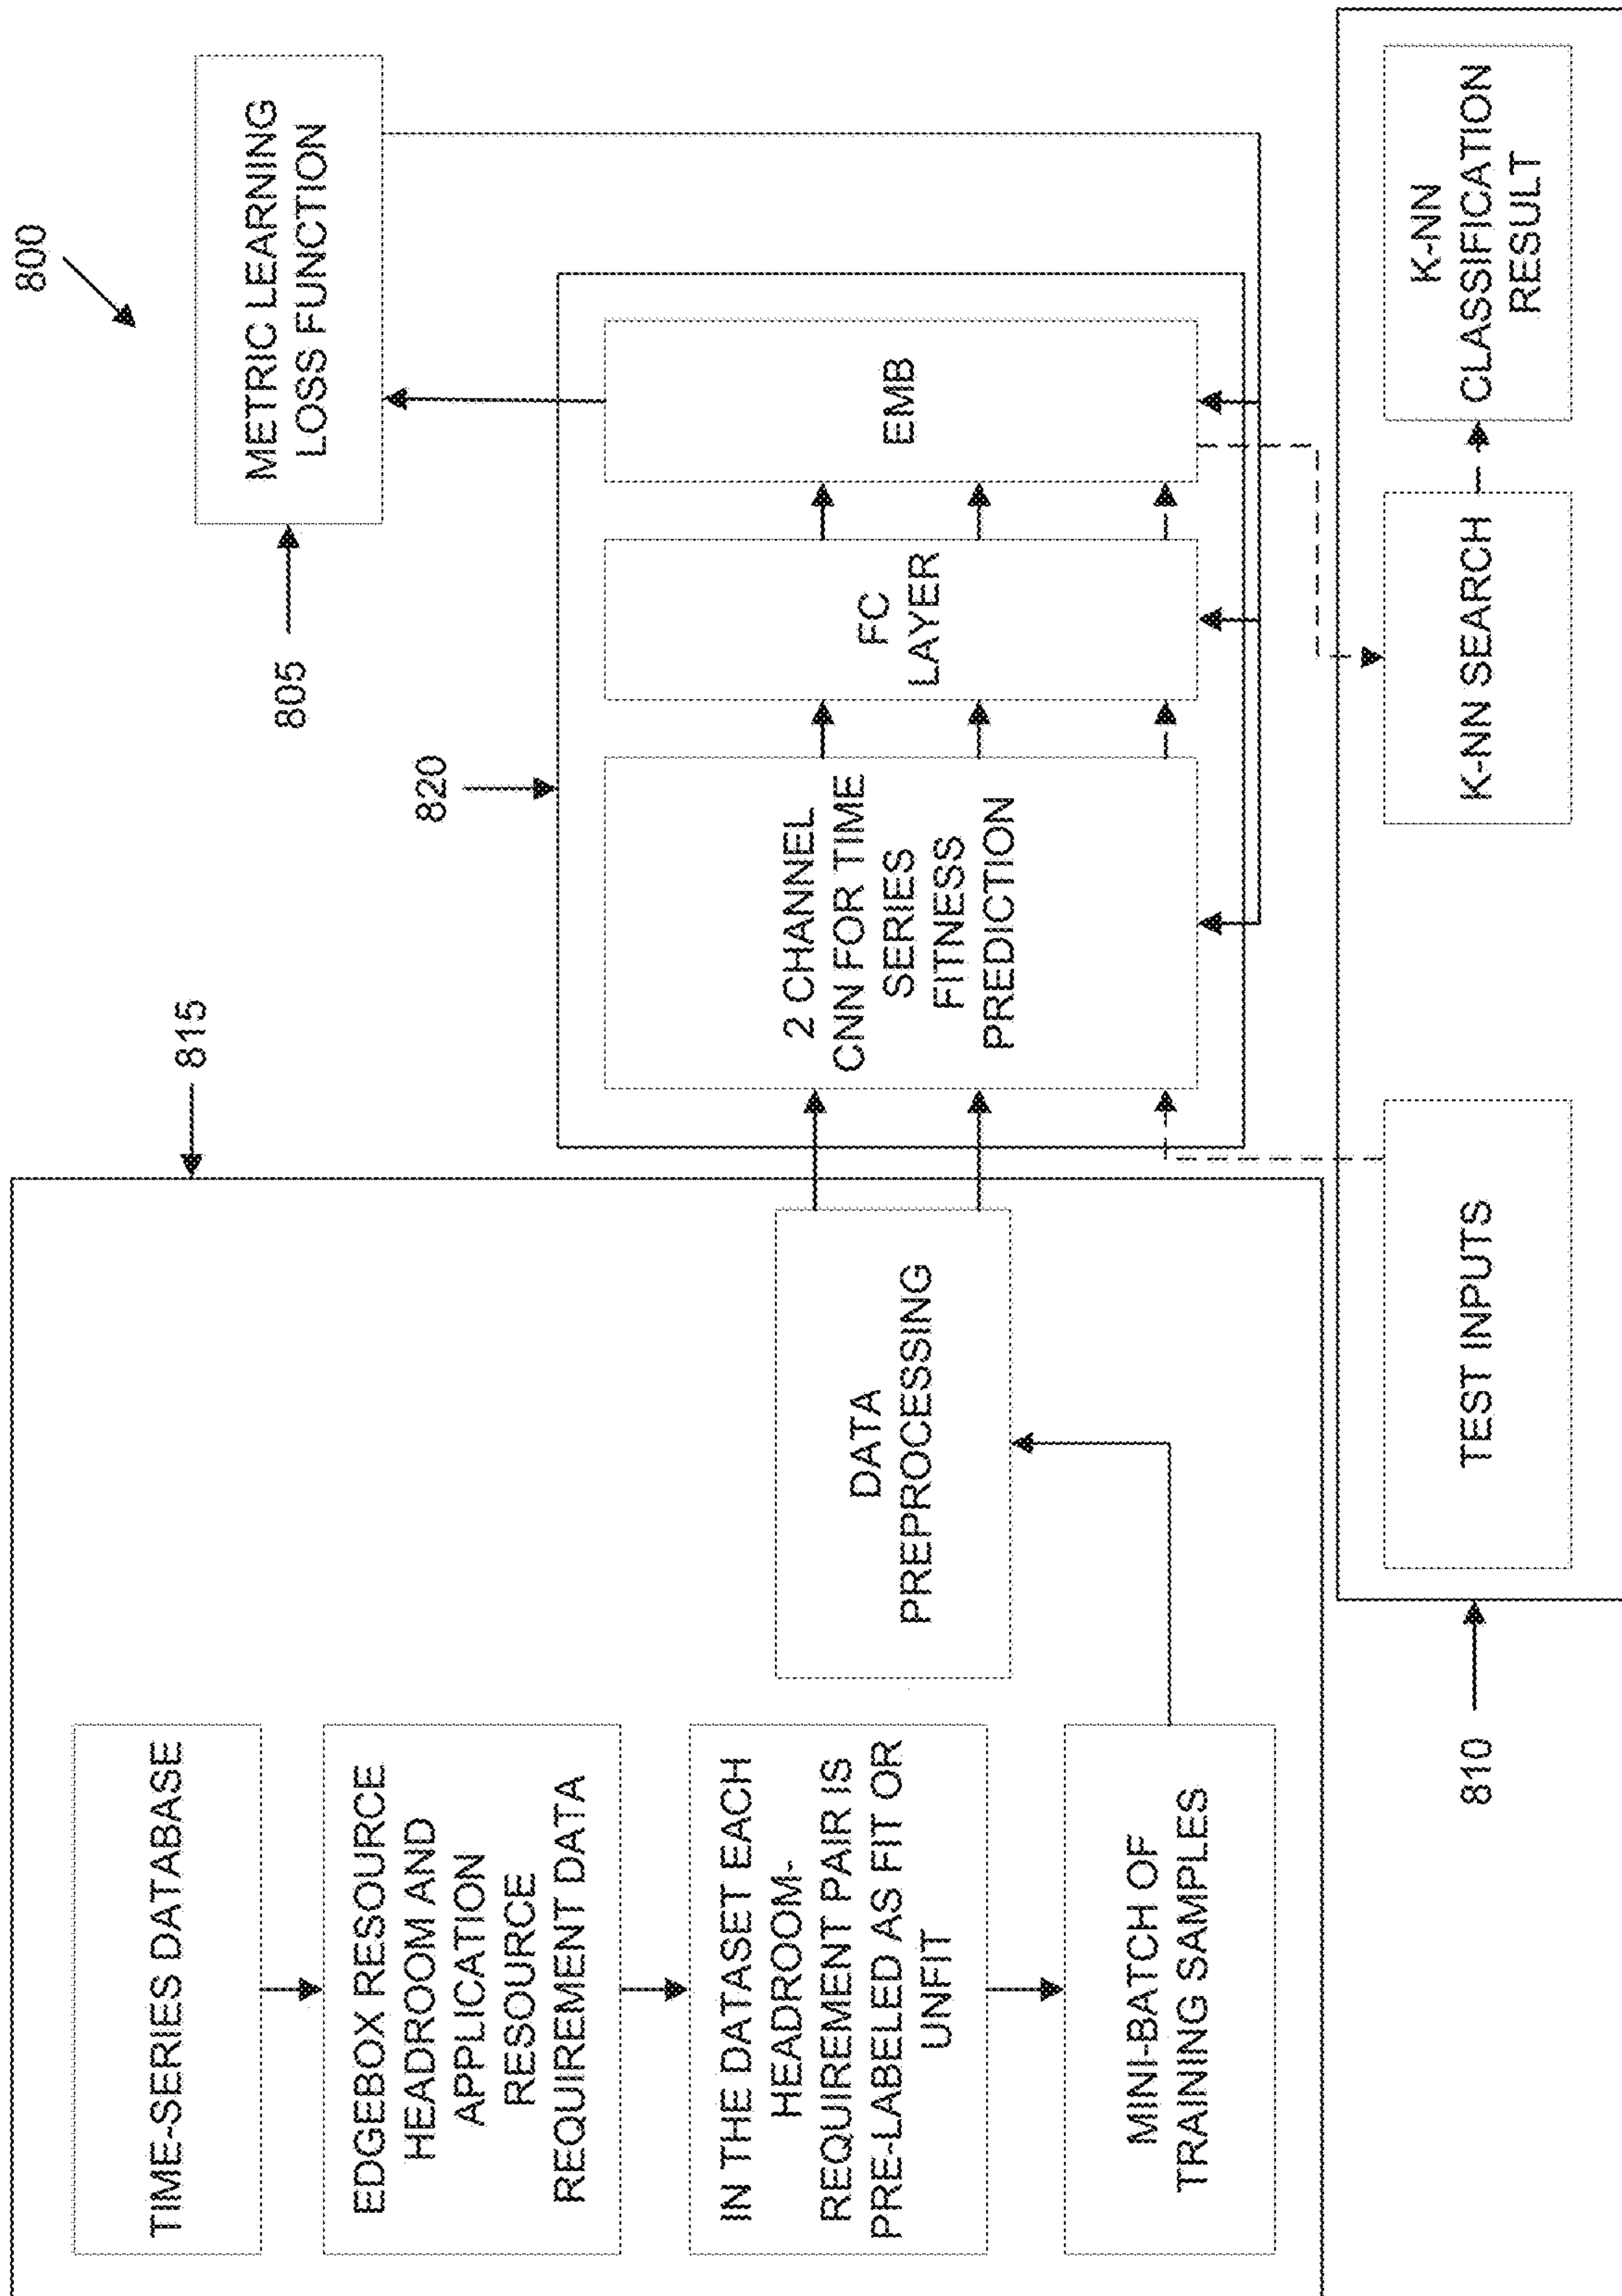 800
TIME-SERIES DATABASE
EDGEBOX RESOURCE
HEADROOM AND
APPLICATION
RESOURCE
REQUIREMENT DATA
IN THE DATASET EACH
HEADROOM-
REQUIREMENT PAIR IS
PRE-LABELED AS FIT OR
UNFIT
MINI-BATCH OF
TRAINING SAMPLES
DATA
PREPROCESSING
815
820
2 CHANNEL
CNN FOR TIME
SERIES
FITNESS
PREDICTION
FC
LAYER
EMB
805
METRIC LEARNING
LOSS FUNCTION
810
TEST INPUTS
K-NN SEARCH
K-NN
CLASSIFICATION
RESULT